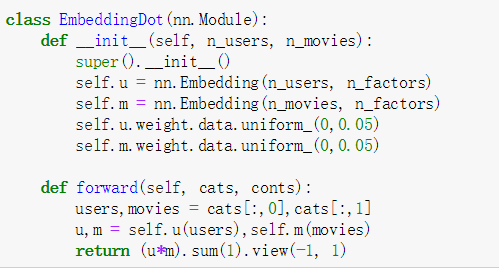 class EmbeddingDot(nn.Module):
    def __init__(self, n_users, n_movies):
        super().__init__()
        self.u = nn.Embedding(n_users, n_factors)
        self.m = nn.Embedding(n_movies, n_factors)
        self.u.weight.data.uniform_(0,0.05)
        self.m.weight.data.uniform_(0,0.05)

    def forward(self, cats, conts):
        users,movies = cats[:,0],cats[:,1]
        u,m = self.u(users),self.m(movies)
        return (u*m).sum(1).view(-1, 1)